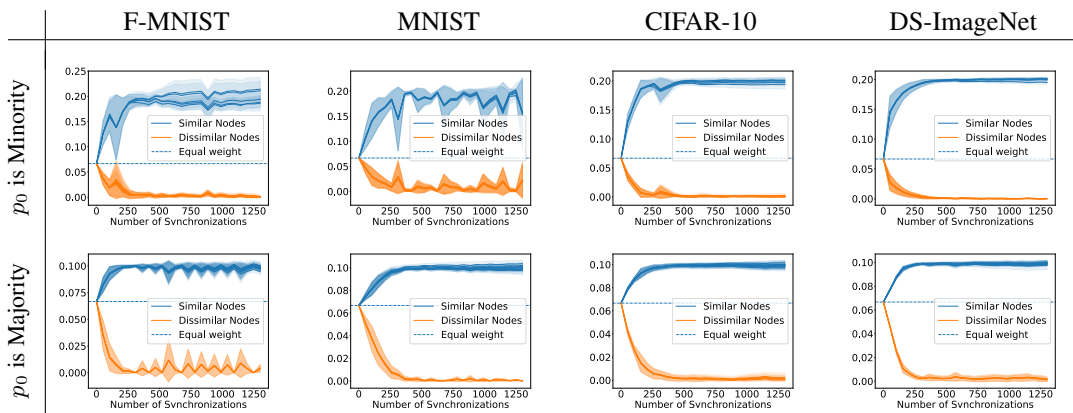 F-MNIST MNIST CIFAR-10 DS-ImageNet
p₀ is Minority
0.25
0.20
0.15
0.10
0.05
0.00
Similar Nodes
Dissimilar Nodes
Equal weight
0 250 500 750 1000 1250
Number of Synchronizations
0.20
0.15
0.10
0.05
0.00
Similar Nodes
Dissimilar Nodes
Equal weight
0 250 500 750 1000 1250
Number of Synchronizations
0.20
0.15
0.10
0.05
0.00
Similar Nodes
Dissimilar Nodes
Equal weight
0 250 500 750 1000 1250
Number of Synchronizations
0.20
0.15
0.10
0.05
0.00
Similar Nodes
Dissimilar Nodes
Equal weight
0 250 500 750 1000 1250
Number of Synchronizations
p₀ is Majority
0.100
0.075
0.050
0.025
0.000
Similar Nodes
Dissimilar Nodes
Equal weight
0 250 500 750 1000 1250
Number of Synchronizations
0.10
0.08
0.06
0.04
0.02
0.00
Similar Nodes
Dissimilar Nodes
Equal weight
0 250 500 750 1000 1250
Number of Synchronizations
0.10
0.08
0.06
0.04
0.02
0.00
Similar Nodes
Dissimilar Nodes
Equal weight
0 250 500 750 1000 1250
Number of Synchronizations
0.10
0.08
0.06
0.04
0.02
0.00
Similar Nodes
Dissimilar Nodes
Equal weight
0 250 500 750 1000 1250
Number of Synchronizations